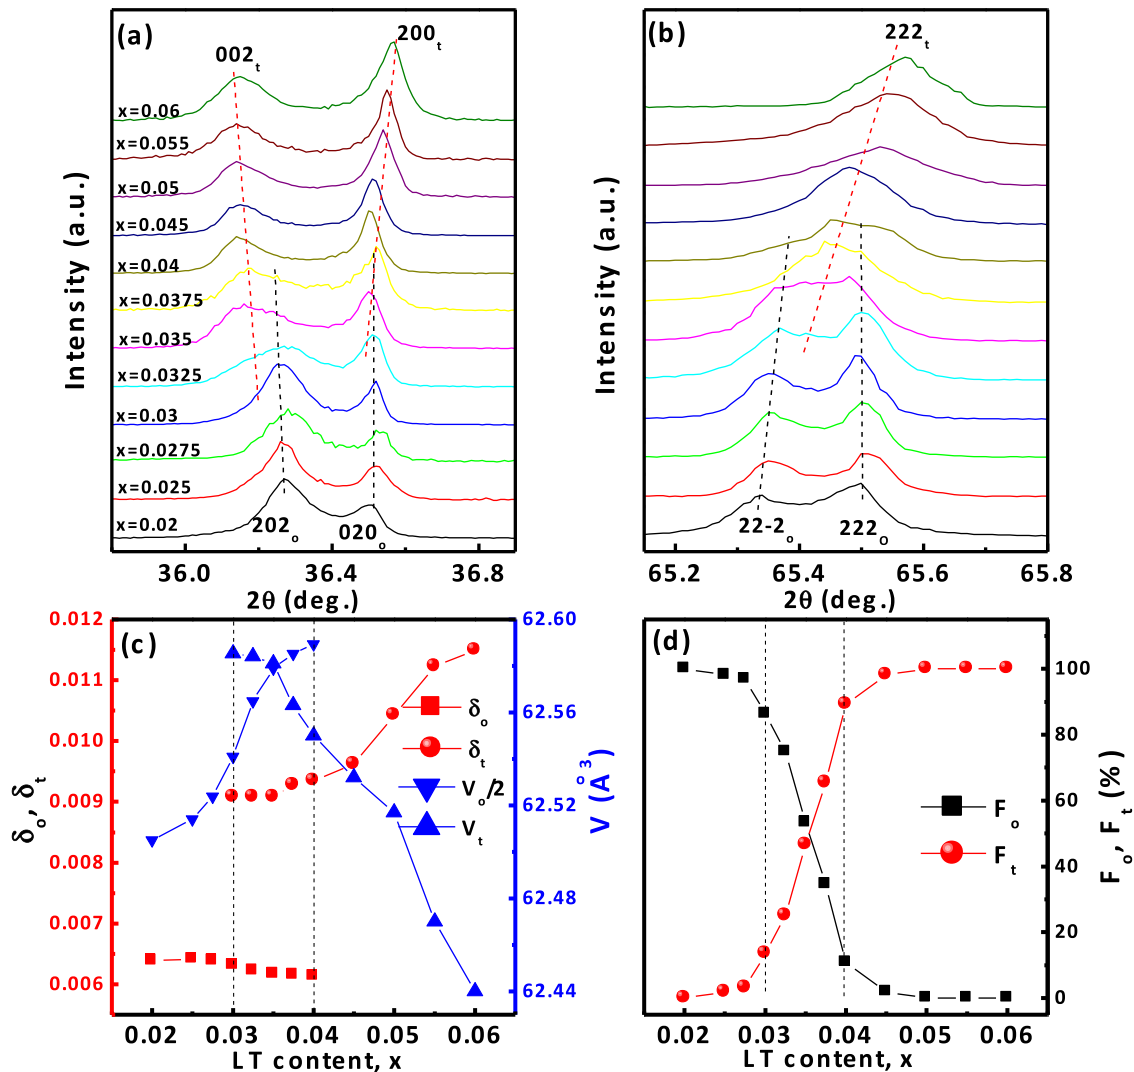 (a)
002t
200t
x=0.06
x=0.055
x=0.05
x=0.045
x=0.04
x=0.0375
x=0.035
x=0.0325
x=0.03
x=0.0275
x=0.025
x=0.02
202o
020o
Intensity (a.u.)
36.0 36.4 36.8
2θ (deg.)
(b)
222t
22-2o
222o
Intensity (a.u.)
65.2 65.4 65.6 65.8
2θ (deg.)
(c)
0.012
0.011
0.010
0.009
0.008
0.007
0.006
δo, δt
δo
δt
Vo/2
Vt
62.60
62.56
62.52
62.48
62.44
V (Å3)
0.02 0.03 0.04 0.05 0.06
LT content, x
(d)
Fo
Ft
100
80
60
40
20
0
Fo, Ft (%)
0.02 0.03 0.04 0.05 0.06
LT content, x